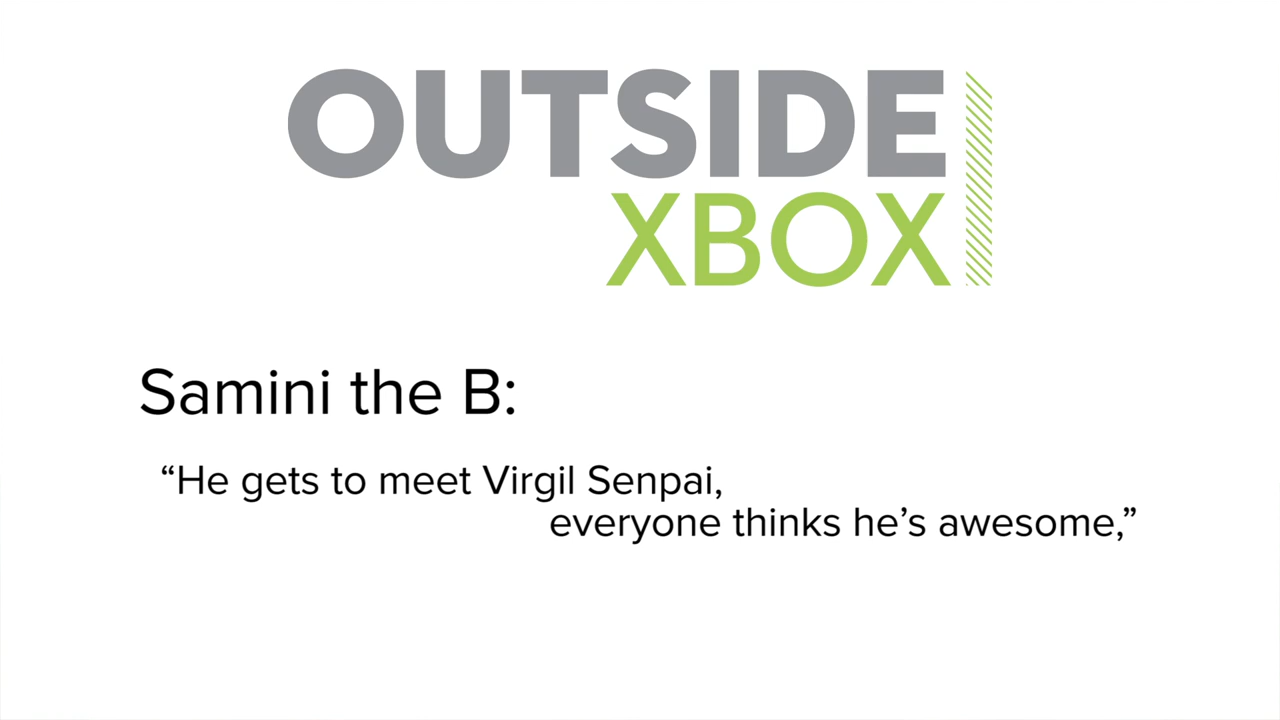 OUTSIDE
XBOX
Samini the B:
“He gets to meet Virgil Senpai,
everyone thinks he’s awesome,”